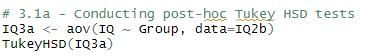 # 3.1a - Conducting post-hoc Tukey HSD tests
IQ3a <- aov(IQ ~ Group, data=IQ2b)
TukeyHSD(IQ3a)